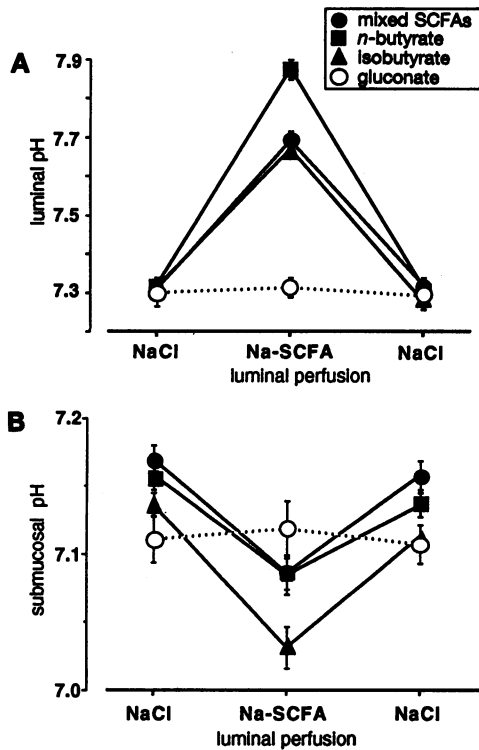 mixed SCFAs
n-butyrate
isobutyrate
gluconate
A
7.9
7.7
7.5
7.3
luminal pH
NaCl Na-SCFA NaCl
luminal perfusion
B
7.2
7.1
7.0
submucosal pH
NaCl Na-SCFA NaCl
luminal perfusion